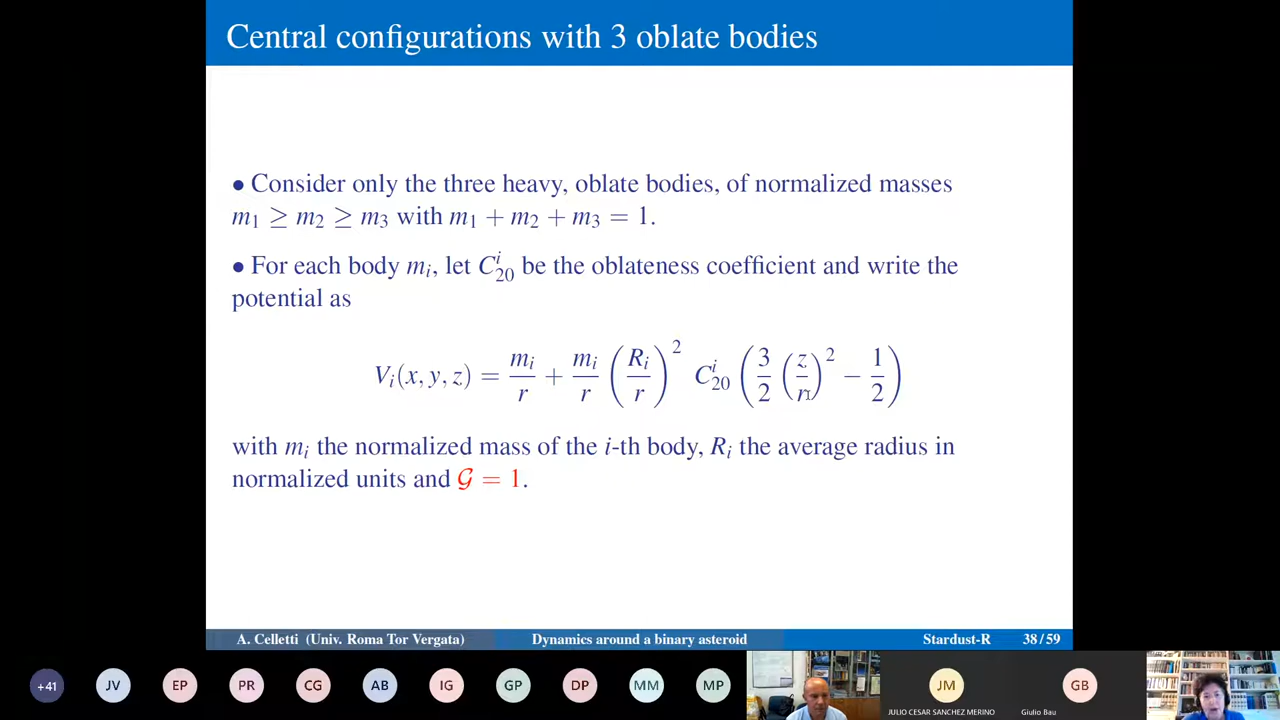 Central configurations with 3 oblate bodies
• Consider only the three heavy, oblate bodies, of normalized masses
m₁ ≥ m₂ ≥ m₃ with m₁ + m₂ + m₃ = 1.
• For each body mᵢ, let Cⁱ₂₀ be the oblateness coefficient and write the
potential as
Vᵢ(x, y, z) = mᵢ/r + mᵢ/r (Rᵢ/r)² Cⁱ₂₀ (3/2 (z/r)² − 1/2)
with mᵢ the normalized mass of the i-th body, Rᵢ the average radius in
normalized units and 𝒢 = 1.
A. Celletti (Univ. Roma Tor Vergata) Dynamics around a binary asteroid Stardust-R 38 / 59
+41 JV EP PR CG AB IG GP DP MM MP JM GB
JULIO CESAR SANCHEZ MERINO Giulio Bau